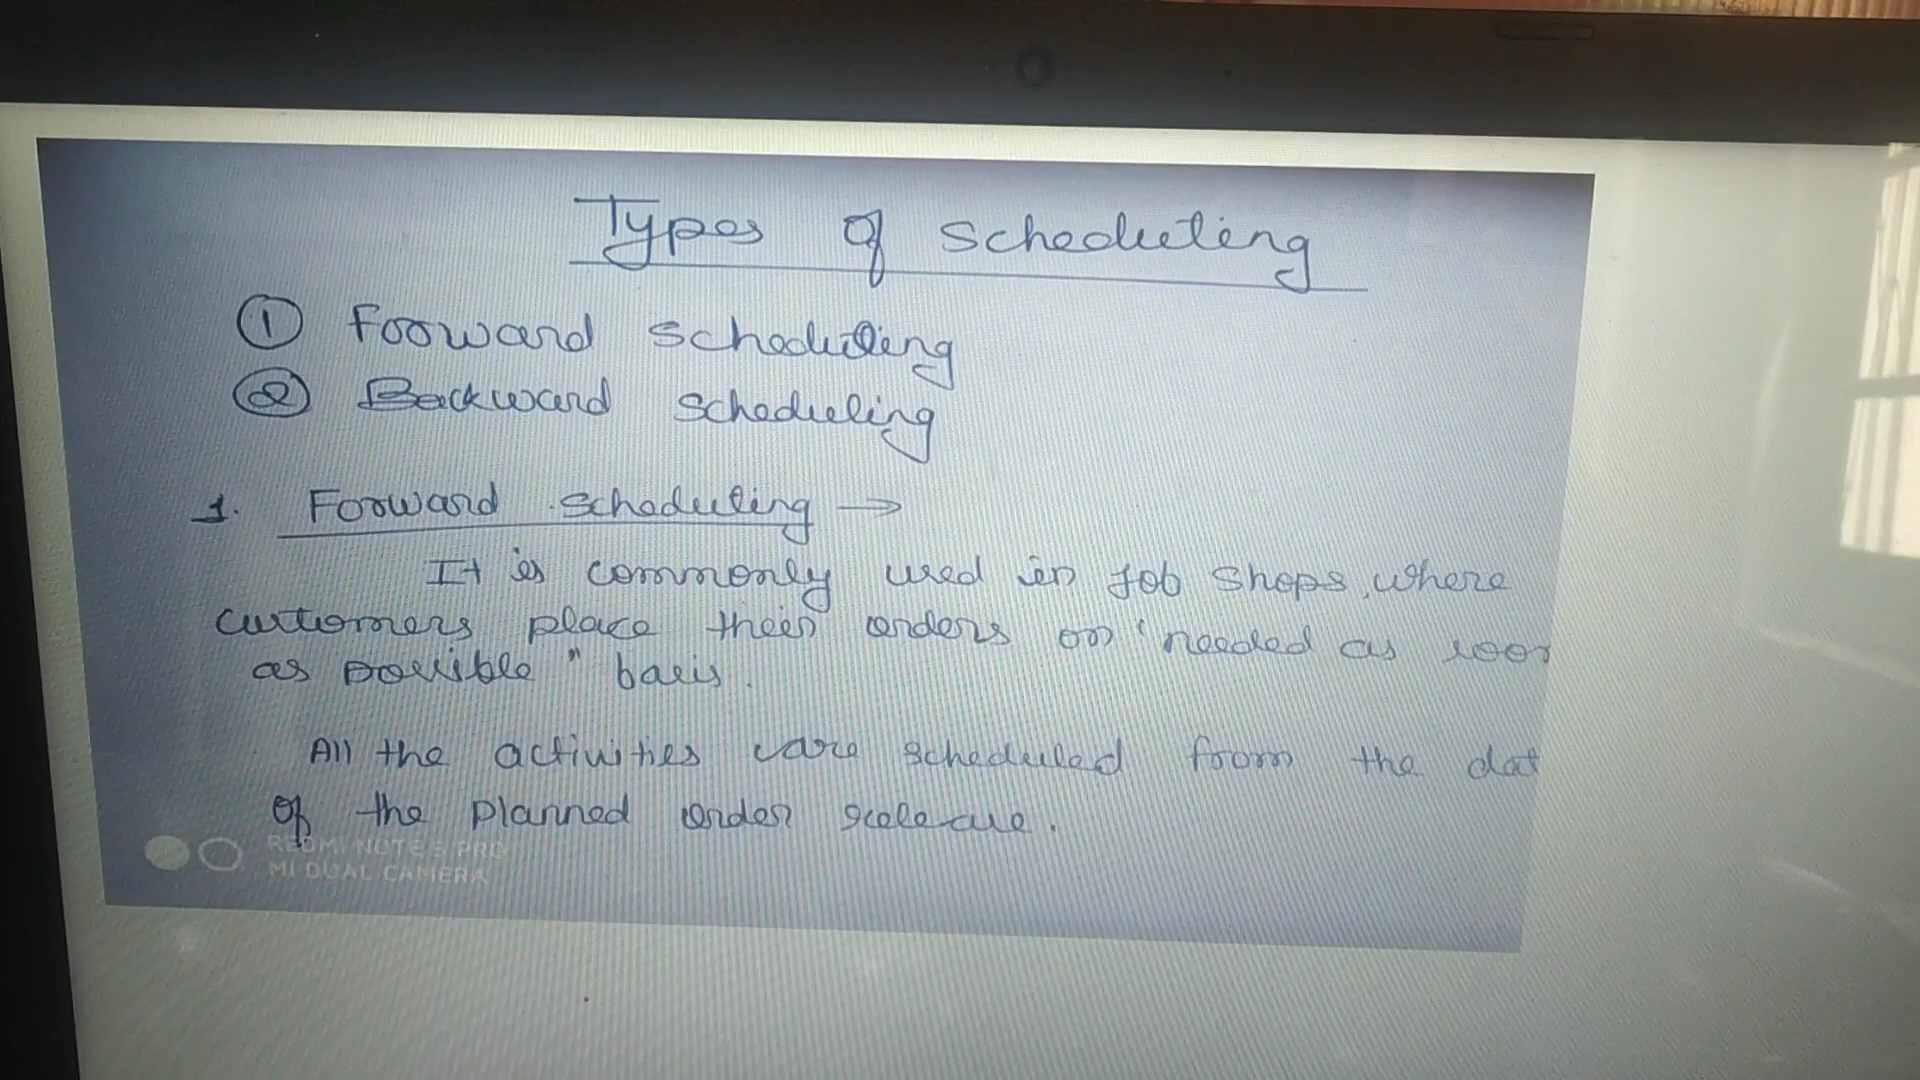 Types of scheduling
① Forward scheduling
② Backward scheduling
1. Forward scheduling →
It is commonly used in Job shops, where
customers place their orders on "needed as soon
as possible" basis.
All the activities are scheduled from the dat
of the planned order release.
REDMI NOTE 5 PRO
MI DUAL CAMERA